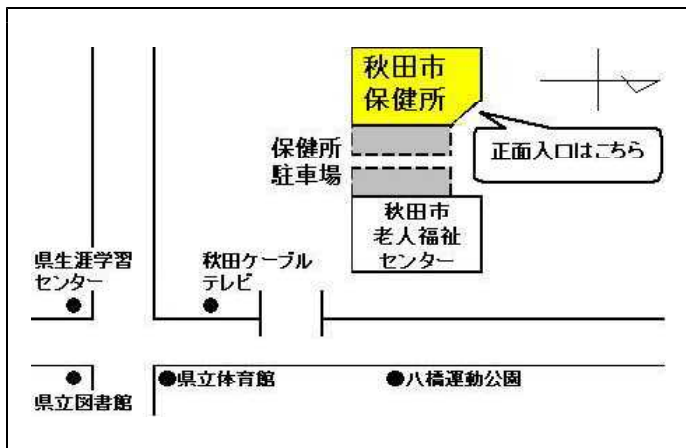 秋田市
保健所
正面入口はこちら
保健所
駐車場
秋田市
老人福祉
センター
県生涯学習
センター
秋田ケーブル
テレビ
県立体育館
八橋運動公園
県立図書館